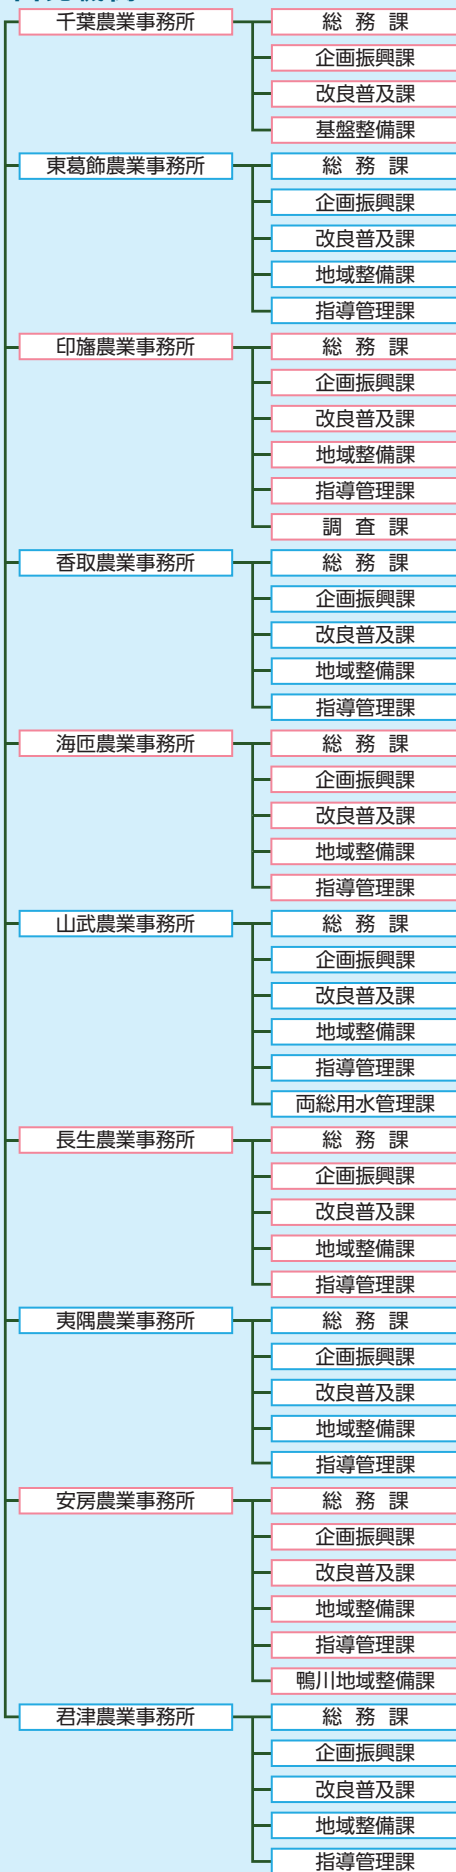 千葉農業事務所
総務課
企画振興課
改良普及課
基盤整備課
東葛飾農業事務所
総務課
企画振興課
改良普及課
地域整備課
指導管理課
印旛農業事務所
総務課
企画振興課
改良普及課
地域整備課
指導管理課
調査課
香取農業事務所
総務課
企画振興課
改良普及課
地域整備課
指導管理課
海匝農業事務所
総務課
企画振興課
改良普及課
地域整備課
指導管理課
山武農業事務所
総務課
企画振興課
改良普及課
地域整備課
指導管理課
両総用水管理課
長生農業事務所
総務課
企画振興課
改良普及課
地域整備課
指導管理課
夷隅農業事務所
総務課
企画振興課
改良普及課
地域整備課
指導管理課
安房農業事務所
総務課
企画振興課
改良普及課
地域整備課
指導管理課
鴨川地域整備課
君津農業事務所
総務課
企画振興課
改良普及課
地域整備課
指導管理課